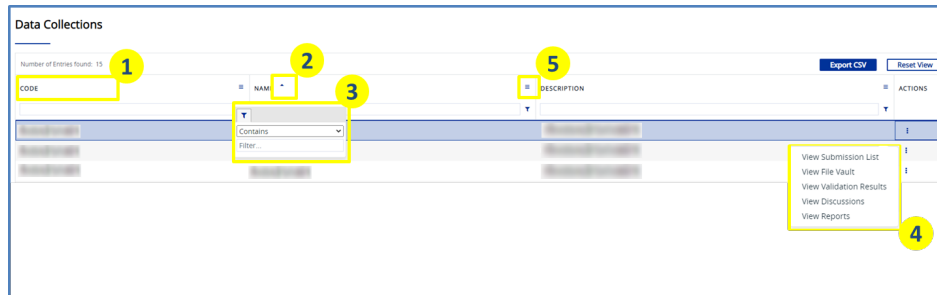 Data Collections
Number of Entries found: 15
1
2
5
Export CSV
Reset View
CODE
NAM
3
DESCRIPTION
ACTIONS
Contains
Filter...
View Submission List
View File Vault
View Validation Results
View Discussions
View Reports
4